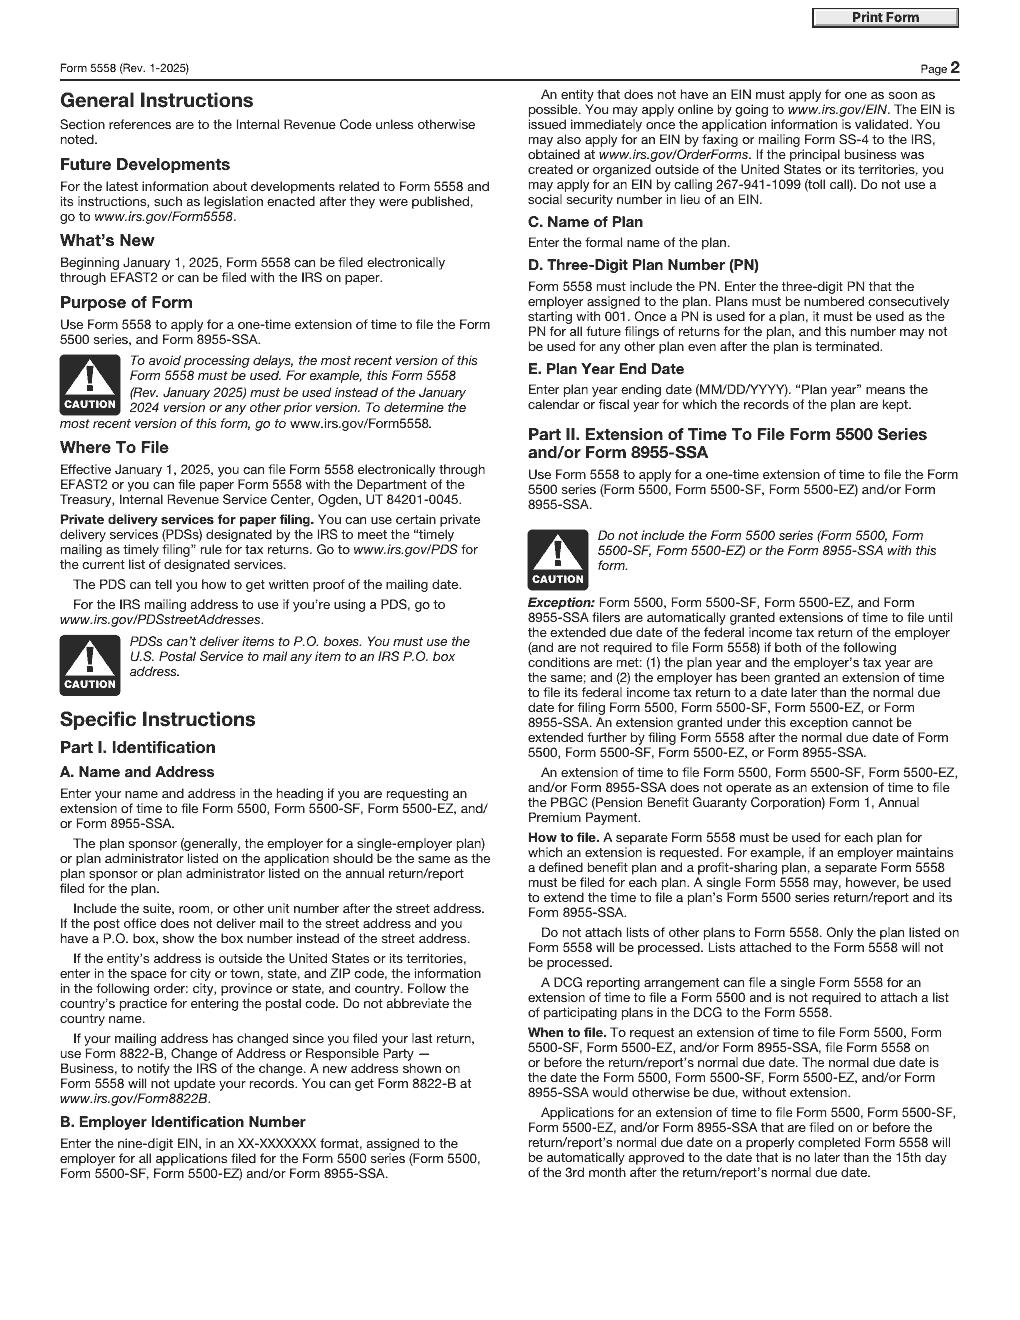 Print Form
Form 5558 (Rev. 1-2025)
Page 2
General Instructions
Section references are to the Internal Revenue Code unless otherwise
noted.
Future Developments
For the latest information about developments related to Form 5558 and
its instructions, such as legislation enacted after they were published,
go to www.irs.gov/Form5558.
What's New
Beginning January 1, 2025, Form 5558 can be filed electronically
through EFAST2 or can be filed with the IRS on paper.
Purpose of Form
Use Form 5558 to apply for a one-time extension of time to file the Form
5500 series, and Form 8955-SSA.
CAUTION
To avoid processing delays, the most recent version of this
Form 5558 must be used. For example, this Form 5558
(Rev. January 2025) must be used instead of the January
2024 version or any other prior version. To determine the
most recent version of this form, go to www.irs.gov/Form5558.
Where To File
Effective January 1, 2025, you can file Form 5558 electronically through
EFAST2 or you can file paper Form 5558 with the Department of the
Treasury, Internal Revenue Service Center, Ogden, UT 84201-0045.
Private delivery services for paper filing. You can use certain private
delivery services (PDSs) designated by the IRS to meet the "timely
mailing as timely filing" rule for tax returns. Go to www.irs.gov/PDS for
the current list of designated services.
The PDS can tell you how to get written proof of the mailing date.
For the IRS mailing address to use if you're using a PDS, go to
www.irs.gov/PDSstreetAddresses.
CAUTION
PDSs can't deliver items to P.O. boxes. You must use the
U.S. Postal Service to mail any item to an IRS P.O. box
address.
Specific Instructions
Part I. Identification
A. Name and Address
Enter your name and address in the heading if you are requesting an
extension of time to file Form 5500, Form 5500-SF, Form 5500-EZ, and/
or Form 8955-SSA.
The plan sponsor (generally, the employer for a single-employer plan)
or plan administrator listed on the application should be the same as the
plan sponsor or plan administrator listed on the annual return/report
filed for the plan.
Include the suite, room, or other unit number after the street address.
If the post office does not deliver mail to the street address and you
have a P.O. box, show the box number instead of the street address.
If the entity's address is outside the United States or its territories,
enter in the space for city or town, state, and ZIP code, the information
in the following order: city, province or state, and country. Follow the
country's practice for entering the postal code. Do not abbreviate the
country name.
If your mailing address has changed since you filed your last return,
use Form 8822-B, Change of Address or Responsible Party —
Business, to notify the IRS of the change. A new address shown on
Form 5558 will not update your records. You can get Form 8822-B at
www.irs.gov/Form8822B.
B. Employer Identification Number
Enter the nine-digit EIN, in an XX-XXXXXXX format, assigned to the
employer for all applications filed for the Form 5500 series (Form 5500,
Form 5500-SF, Form 5500-EZ) and/or Form 8955-SSA.
An entity that does not have an EIN must apply for one as soon as
possible. You may apply online by going to www.irs.gov/EIN. The EIN is
issued immediately once the application information is validated. You
may also apply for an EIN by faxing or mailing Form SS-4 to the IRS,
obtained at www.irs.gov/OrderForms. If the principal business was
created or organized outside of the United States or its territories, you
may apply for an EIN by calling 267-941-1099 (toll call). Do not use a
social security number in lieu of an EIN.
C. Name of Plan
Enter the formal name of the plan.
D. Three-Digit Plan Number (PN)
Form 5558 must include the PN. Enter the three-digit PN that the
employer assigned to the plan. Plans must be numbered consecutively
starting with 001. Once a PN is used for a plan, it must be used as the
PN for all future filings of returns for the plan, and this number may not
be used for any other plan even after the plan is terminated.
E. Plan Year End Date
Enter plan year ending date (MM/DD/YYYY). "Plan year" means the
calendar or fiscal year for which the records of the plan are kept.
Part II. Extension of Time To File Form 5500 Series
and/or Form 8955-SSA
Use Form 5558 to apply for a one-time extension of time to file the Form
5500 series (Form 5500, Form 5500-SF, Form 5500-EZ) and/or Form
8955-SSA.
CAUTION
Do not include the Form 5500 series (Form 5500, Form
5500-SF, Form 5500-EZ) or the Form 8955-SSA with this
form.
Exception: Form 5500, Form 5500-SF, Form 5500-EZ, and Form
8955-SSA filers are automatically granted extensions of time to file until
the extended due date of the federal income tax return of the employer
(and are not required to file Form 5558) if both of the following
conditions are met: (1) the plan year and the employer's tax year are
the same; and (2) the employer has been granted an extension of time
to file its federal income tax return to a date later than the normal due
date for filing Form 5500, Form 5500-SF, Form 5500-EZ, or Form
8955-SSA. An extension granted under this exception cannot be
extended further by filing Form 5558 after the normal due date of Form
5500, Form 5500-SF, Form 5500-EZ, or Form 8955-SSA.
An extension of time to file Form 5500, Form 5500-SF, Form 5500-EZ,
and/or Form 8955-SSA does not operate as an extension of time to file
the PBGC (Pension Benefit Guaranty Corporation) Form 1, Annual
Premium Payment.
How to file. A separate Form 5558 must be used for each plan for
which an extension is requested. For example, if an employer maintains
a defined benefit plan and a profit-sharing plan, a separate Form 5558
must be filed for each plan. A single Form 5558 may, however, be used
to extend the time to file a plan's Form 5500 series return/report and its
Form 8955-SSA.
Do not attach lists of other plans to Form 5558. Only the plan listed on
Form 5558 will be processed. Lists attached to the Form 5558 will not
be processed.
A DCG reporting arrangement can file a single Form 5558 for an
extension of time to file a Form 5500 and is not required to attach a list
of participating plans in the DCG to the Form 5558.
When to file. To request an extension of time to file Form 5500, Form
5500-SF, Form 5500-EZ, and/or Form 8955-SSA, file Form 5558 on
or before the return/report's normal due date. The normal due date is
the date the Form 5500, Form 5500-SF, Form 5500-EZ, and/or Form
8955-SSA would otherwise be due, without extension.
Applications for an extension of time to file Form 5500, Form 5500-SF,
Form 5500-EZ, and/or Form 8955-SSA that are filed on or before the
return/report's normal due date on a properly completed Form 5558 will
be automatically approved to the date that is no later than the 15th day
of the 3rd month after the return/report's normal due date.